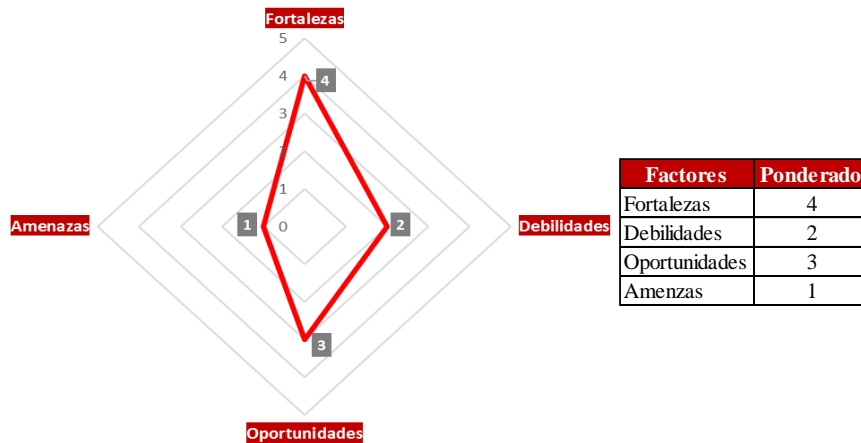 Fortalezas
5
4
4
3
2
1
1
0
2
Amenazas
Debilidades
3
Oportunidades
Factores Ponderado
Fortalezas 4
Debilidades 2
Oportunidades 3
Amenzas 1